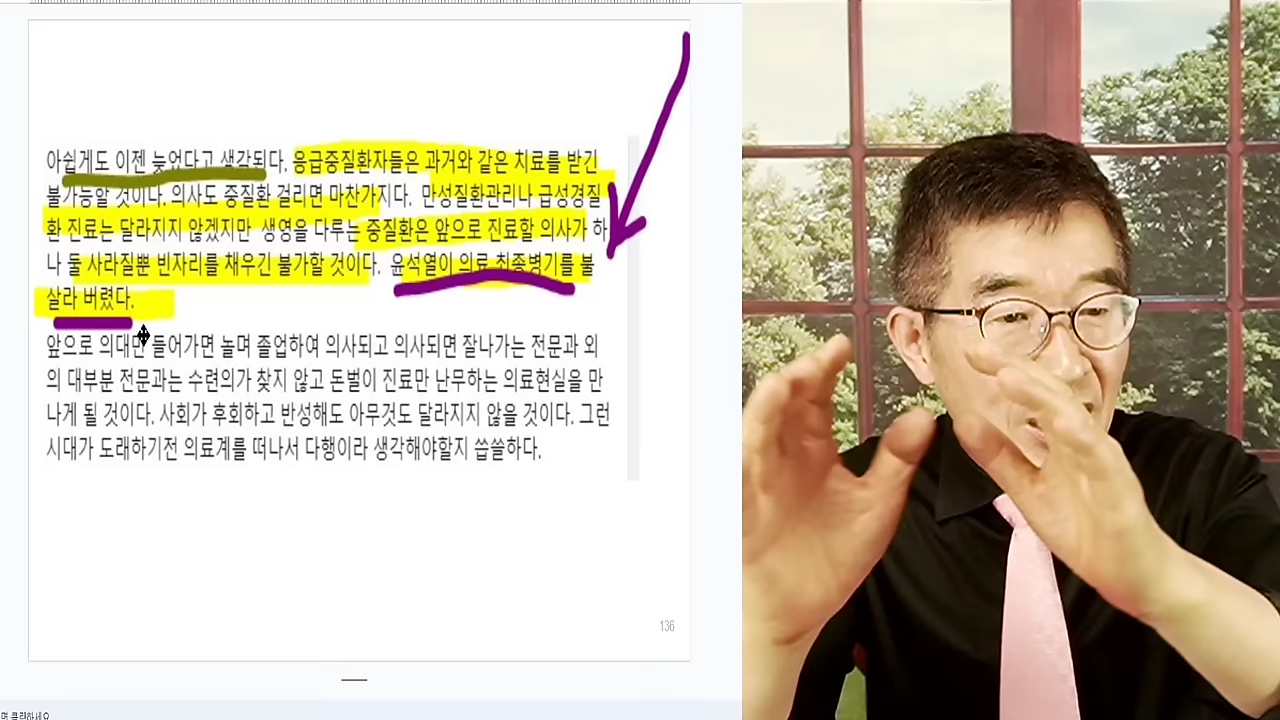 아쉽게도 이젠 늦었다고 생각된다. 응급중질환자들은 과거와 같은 치료를 받긴
불가능할 것이다. 의사도 중질환 걸리면 마찬가지다. 만성질환관리나 급성경질
환 진료는 달라지지 않겠지만 생명을 다루는 중질환은 앞으로 진료할 의사가 하
나 둘 사라질뿐 빈자리를 채우긴 불가할 것이다. 윤석열이 의료 최종병기를 불
살라 버렸다.
앞으로 의대만 들어가면 놀며 졸업하여 의사되고 의사되면 잘나가는 전문과 외
의 대부분 전문과는 수련의가 찾지 않고 돈벌이 진료만 난무하는 의료현실을 만
나게 될 것이다. 사회가 후회하고 반성해도 아무것도 달라지지 않을 것이다. 그런
시대가 도래하기전 의료계를 떠나서 다행이라 생각해야할지 씁쓸하다.
136